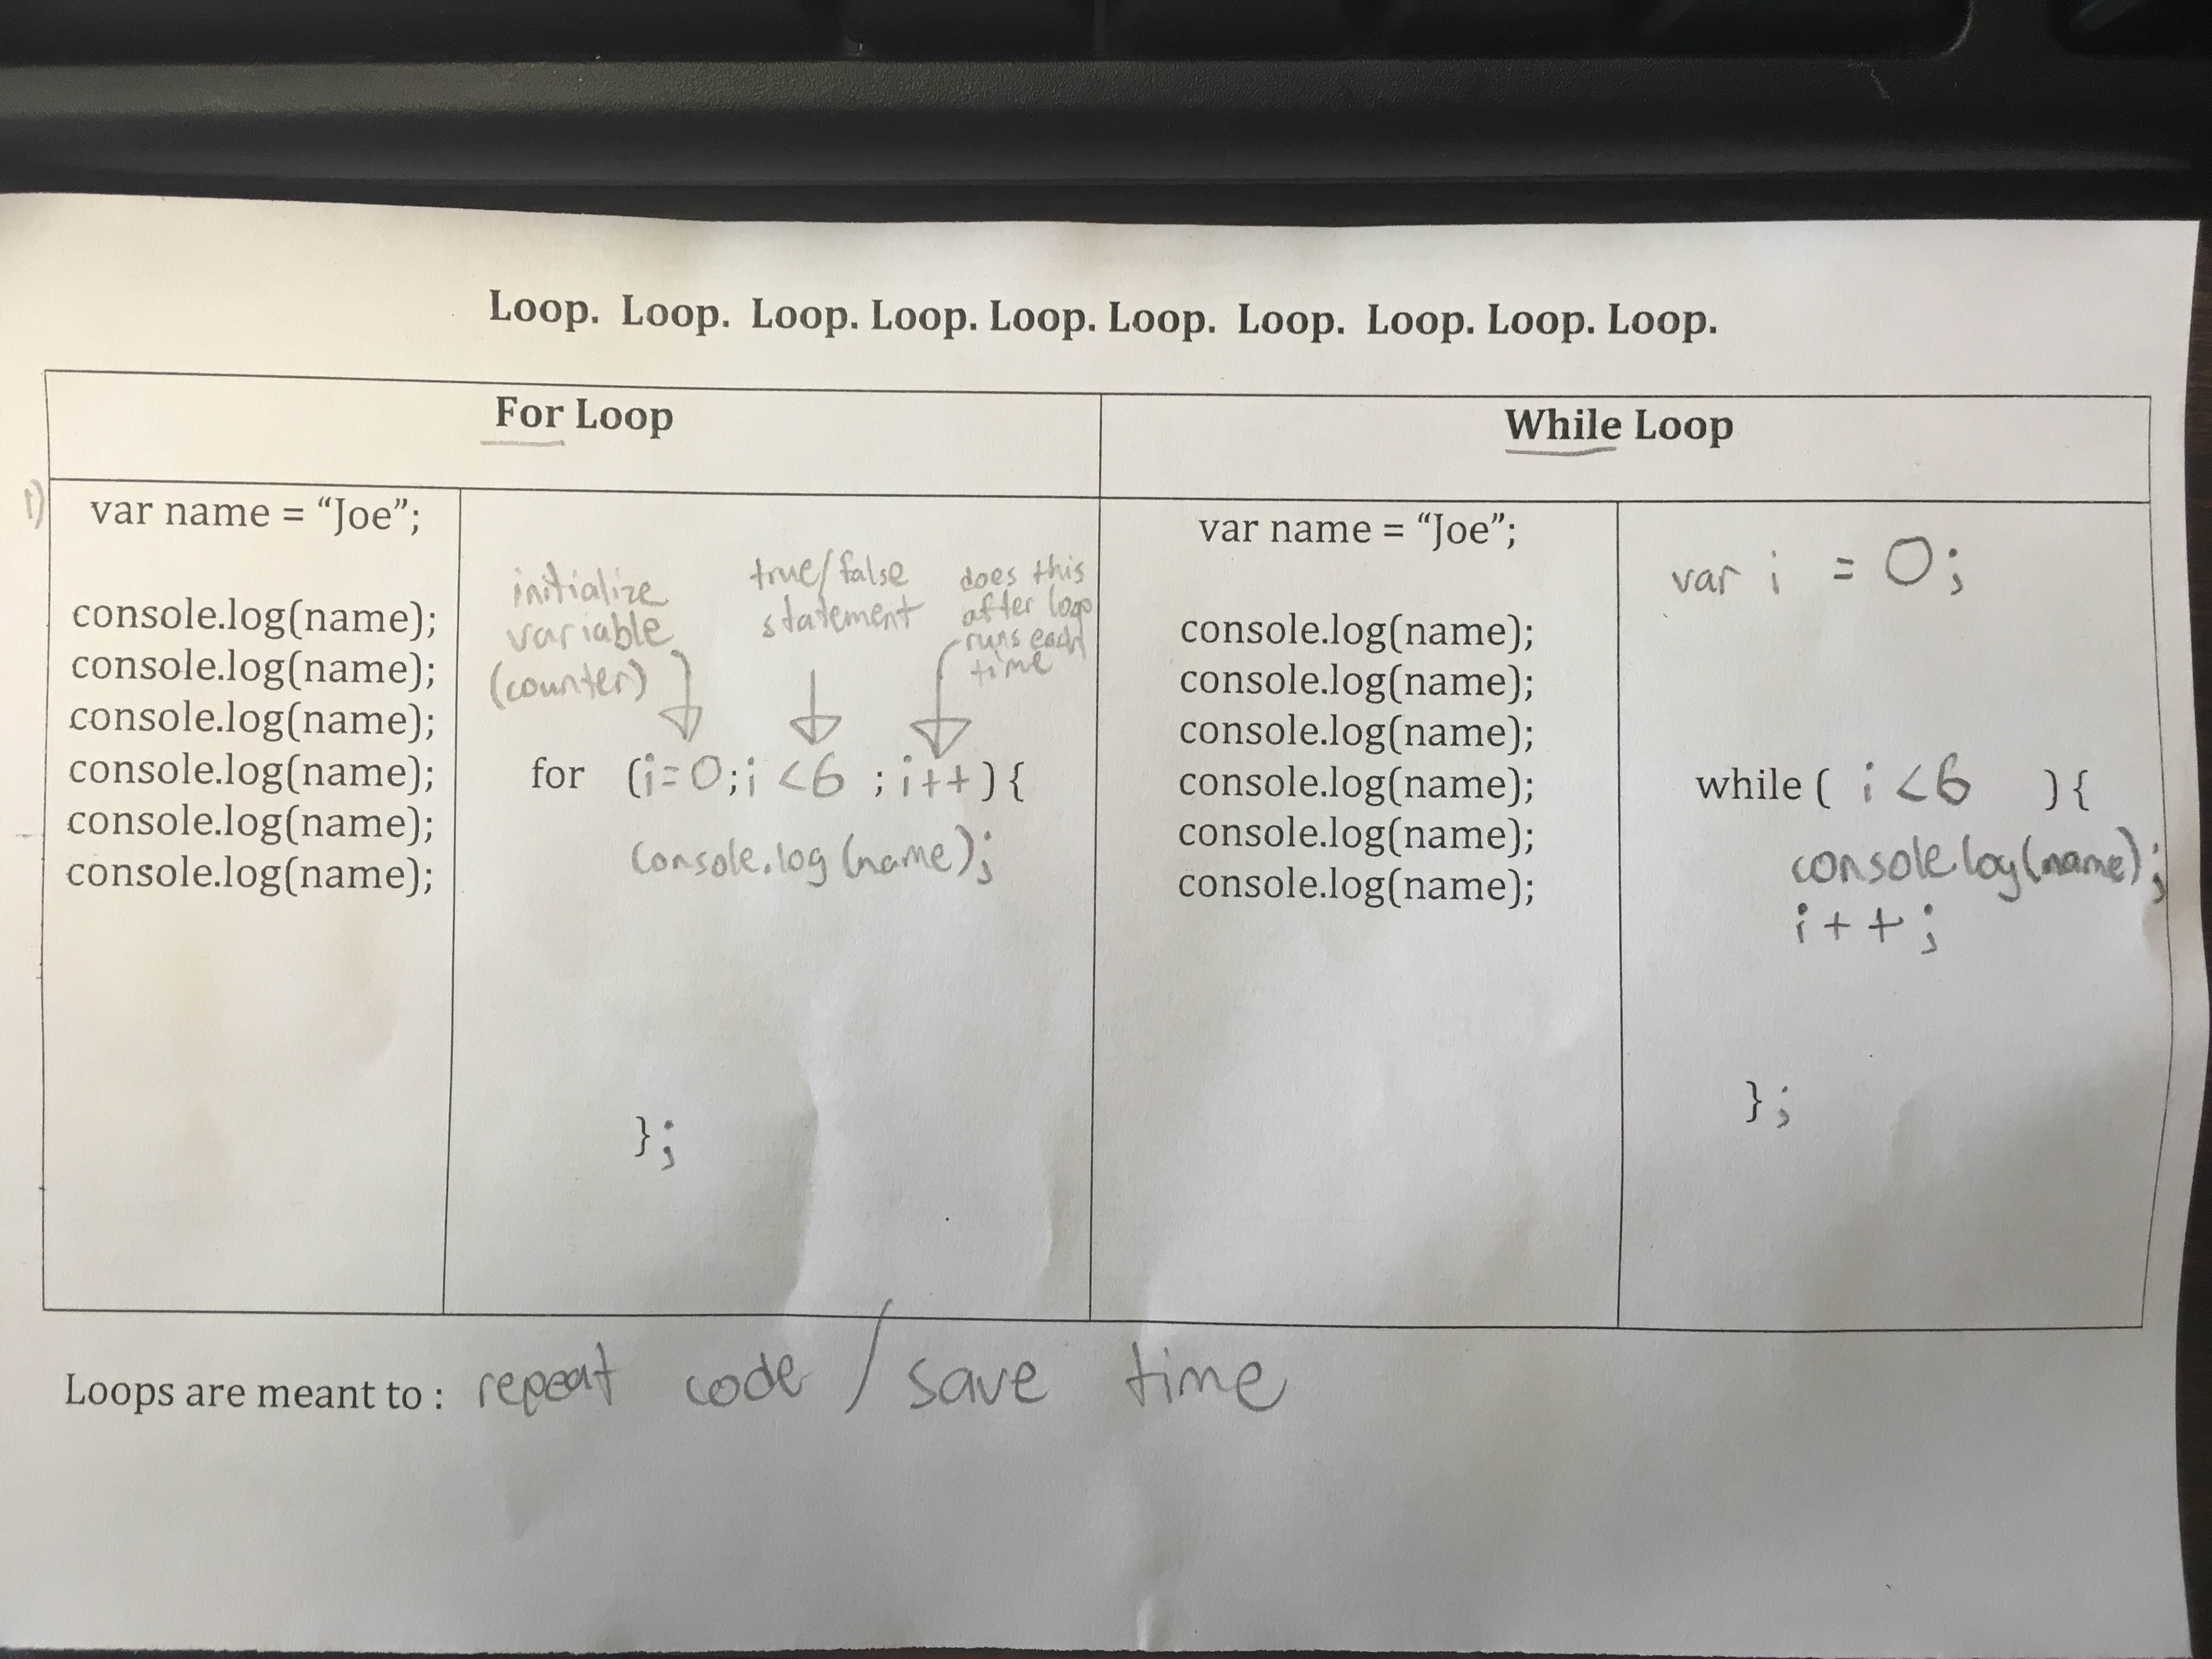 Loop. Loop. Loop. Loop. Loop. Loop. Loop. Loop. Loop. Loop.
For Loop
While Loop
1)
var name = “Joe”;
console.log(name);
console.log(name);
console.log(name);
console.log(name);
console.log(name);
console.log(name);
initialize
variable
(counter)
true/false
statement
does this
after loop
runs each
time
for (i=0;i <6 ; i++) {
console.log(name);
};
var name = “Joe”;
console.log(name);
console.log(name);
console.log(name);
console.log(name);
console.log(name);
console.log(name);
var i = 0;
while ( i <6 ) {
console.log(name);
i++;
};
Loops are meant to : repeat code / save time